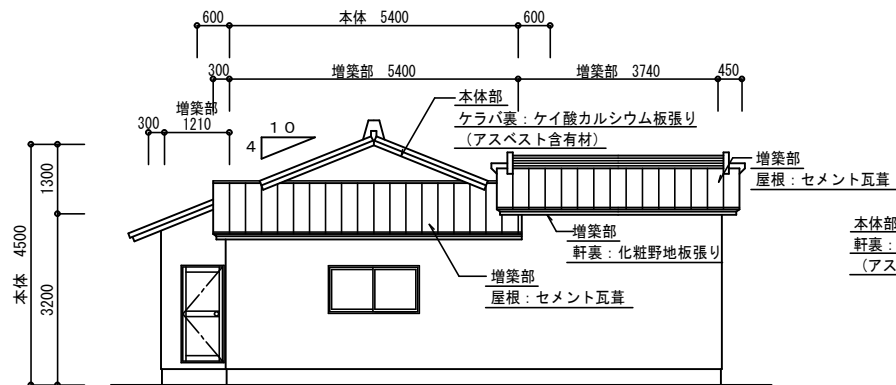 600
本体 5400
600
300
増築部 5400
増築部 3740
450
増築部
300
1210
本体部
ケラバ裏：ケイ酸カルシウム板張り
（アスベスト含有材）
10
4
増築部
屋根：セメント瓦葺
1300
本体 4500
3200
増築部
軒裏：化粧野地板張り
本体部
軒裏：
（アス
増築部
屋根：セメント瓦葺